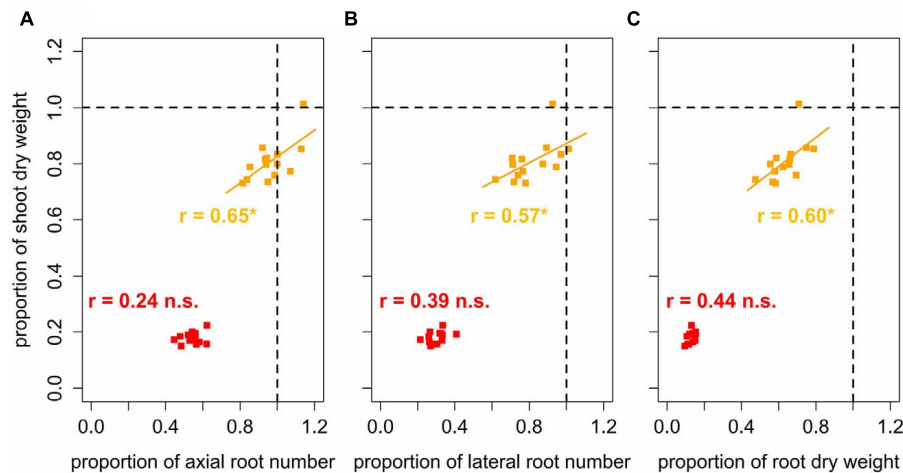 A B C
proportion of shoot dry weight
1.2
1.0
0.8
0.6
0.4
0.2
0.0
r = 0.65* r = 0.57* r = 0.60*
r = 0.24 n.s. r = 0.39 n.s. r = 0.44 n.s.
0.0 0.4 0.8 1.2 0.0 0.4 0.8 1.2 0.0 0.4 0.8 1.2
proportion of axial root number proportion of lateral root number proportion of root dry weight